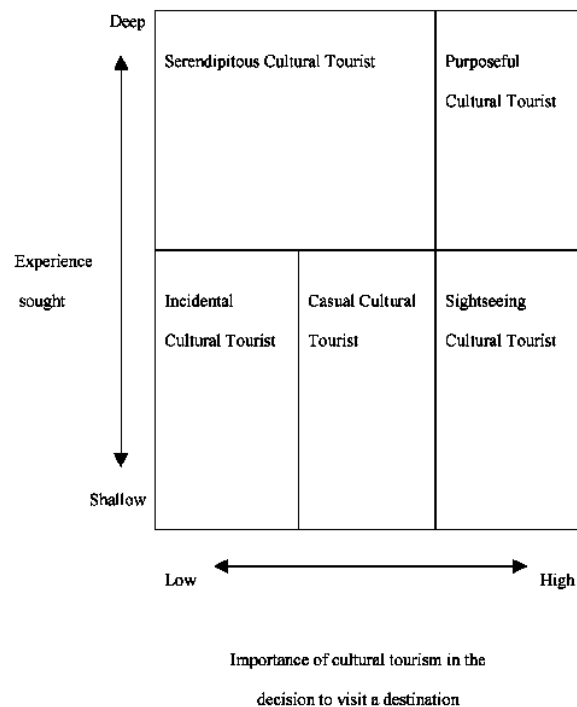 Deep
Serendipitous Cultural Tourist
Purposeful
Cultural Tourist
Experience
sought
Incidental
Cultural Tourist
Casual Cultural
Tourist
Sightseeing
Cultural Tourist
Shallow
Low
High
Importance of cultural tourism in the
decision to visit a destination